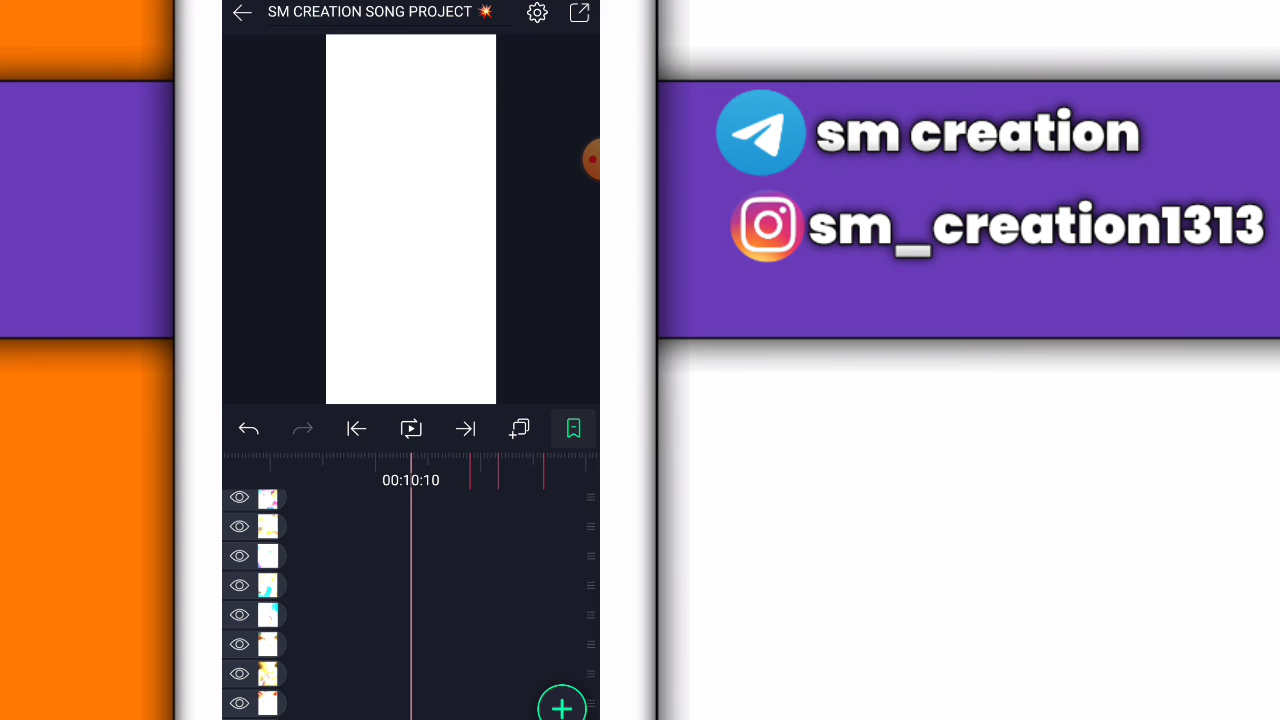 SM CREATION SONG PROJECT 💥
sm creation
sm_creation1313
00:10:10